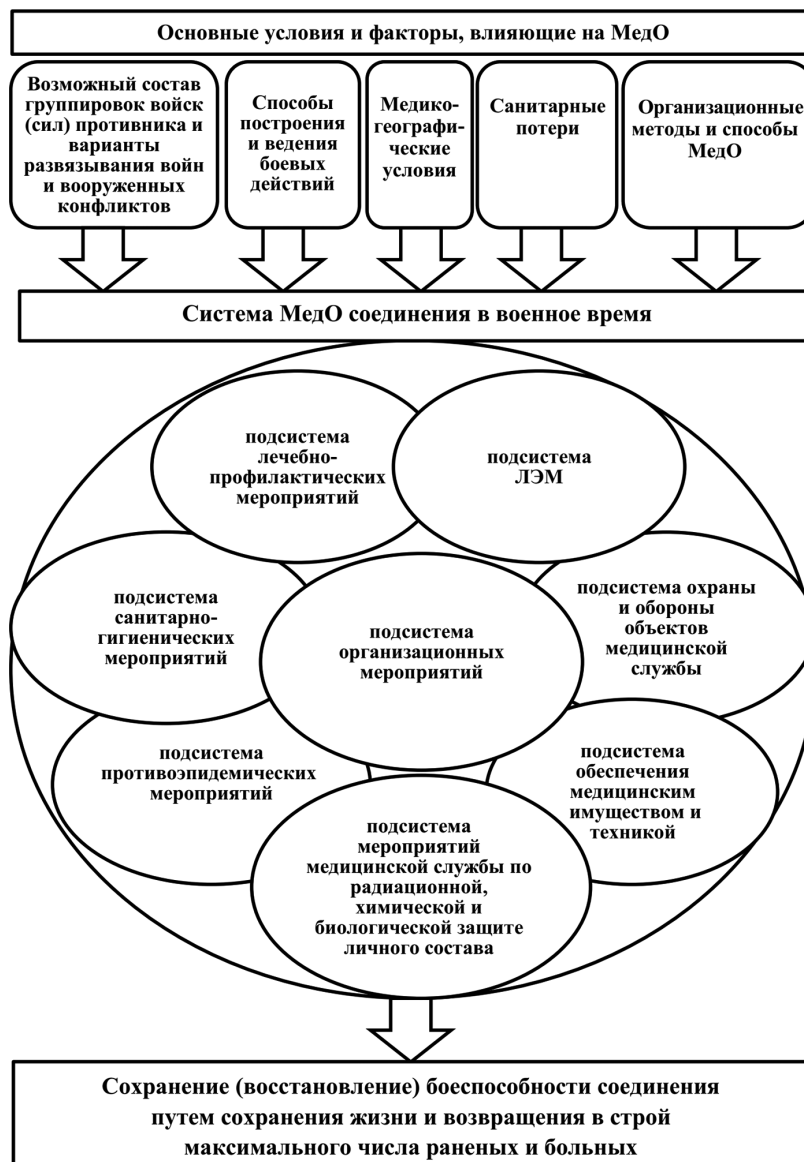 Основные условия и факторы, влияющие на МедО
Возможный состав
группировок войск
(сил) противника и
варианты
развязывания войн
и вооруженных
конфликтов
Способы
построения
и ведения
боевых
действий
Медико-
географи-
ческие
условия
Санитарные
потери
Организационные
методы и способы
МедО
Система МедО соединения в военное время
подсистема
лечебно-
профилактических
мероприятий
подсистема
ЛЭМ
подсистема
санитарно-
гигиенических
мероприятий
подсистема
организационных
мероприятий
подсистема охраны
и обороны
объектов
медицинской
службы
подсистема
противоэпидемических
мероприятий
подсистема
обеспечения
медицинским
имуществом и
техникой
подсистема
мероприятий
медицинской службы по
радиационной,
химической и
биологической защите
личного состава
Сохранение (восстановление) боеспособности соединения
путем сохранения жизни и возвращения в строй
максимального числа раненых и больных